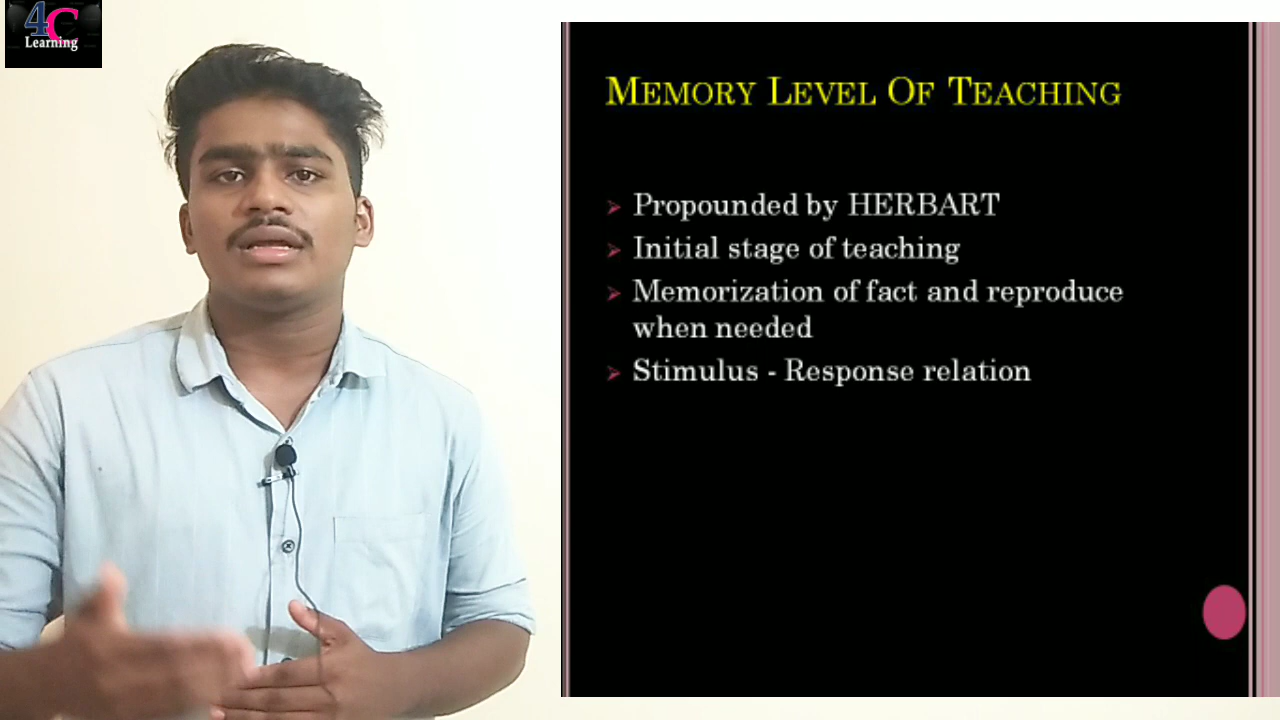 4C
Learning
MEMORY LEVEL OF TEACHING
Propounded by HERBART
Initial stage of teaching
Memorization of fact and reproduce
when needed
Stimulus - Response relation